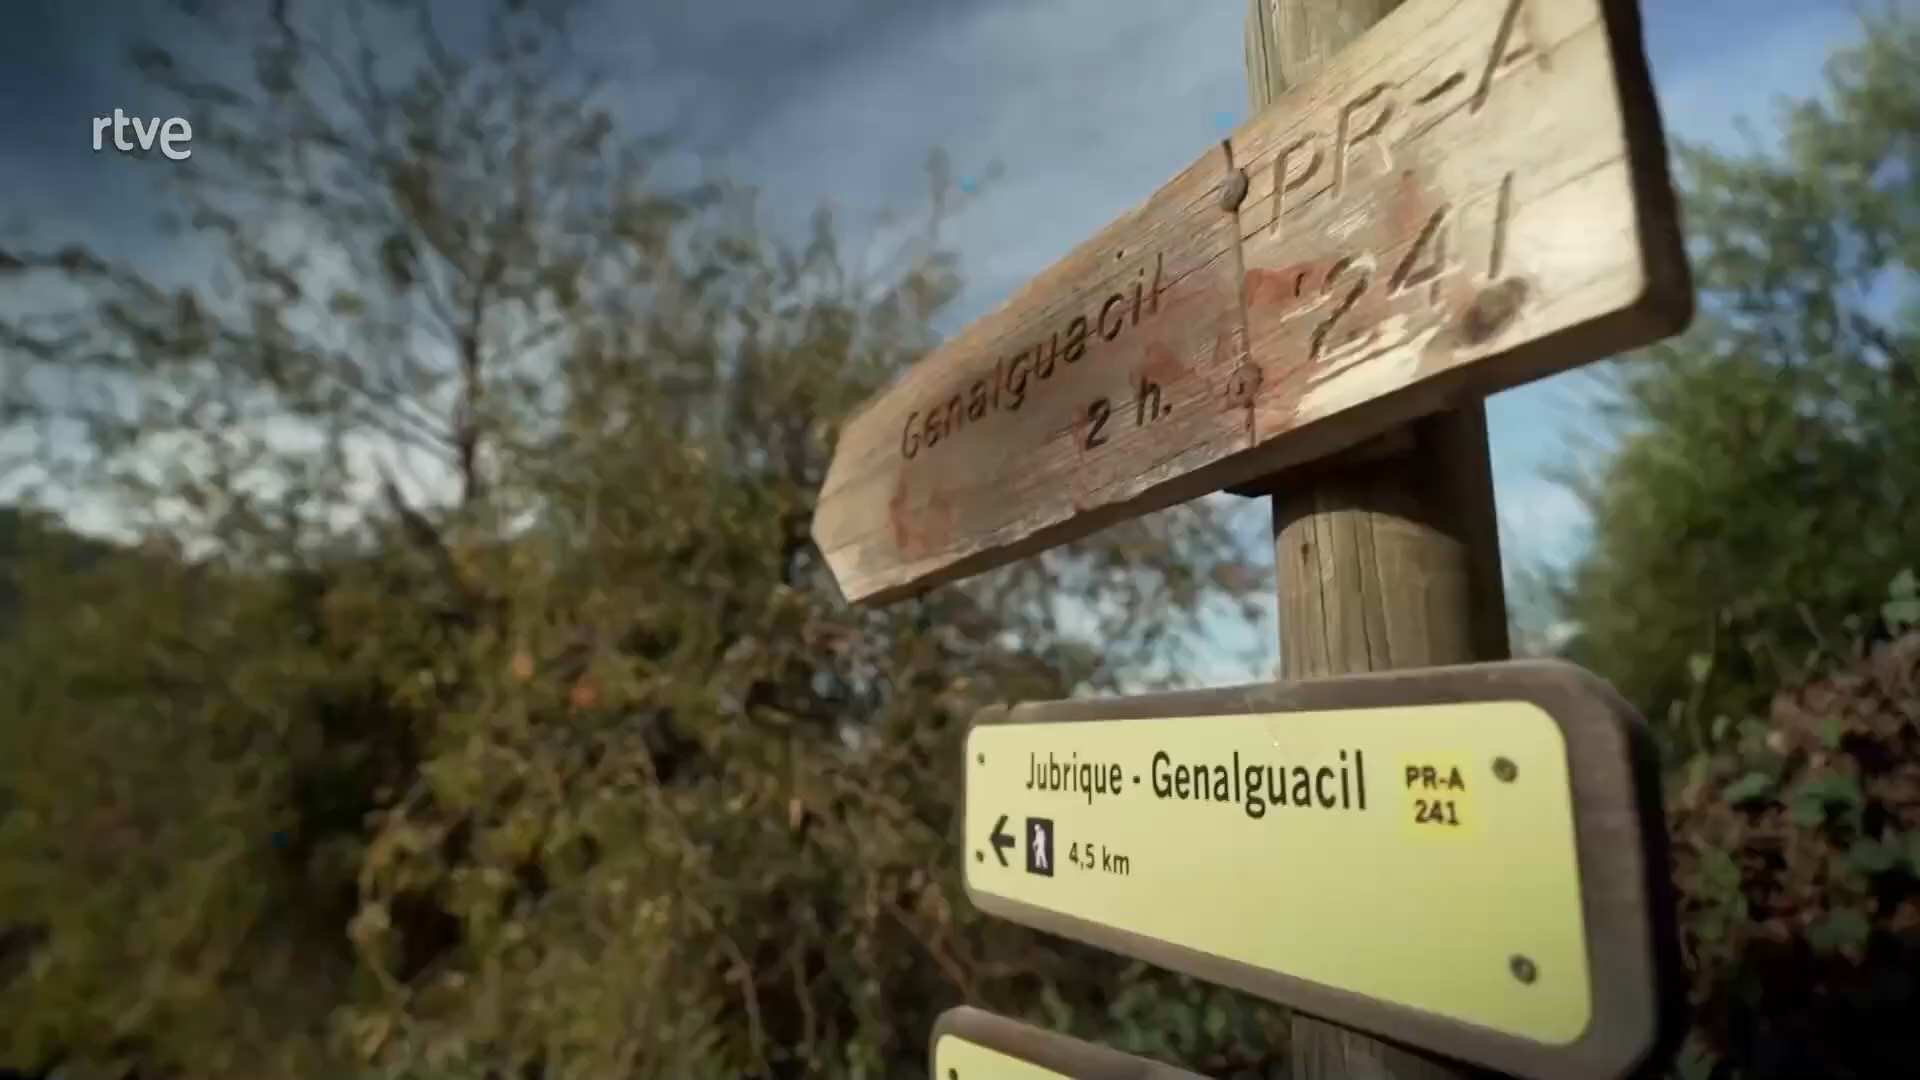 rtve
PR-A
241
Genalguacil
2 h.
Jubrique - Genalguacil
PR-A
241
4,5 km